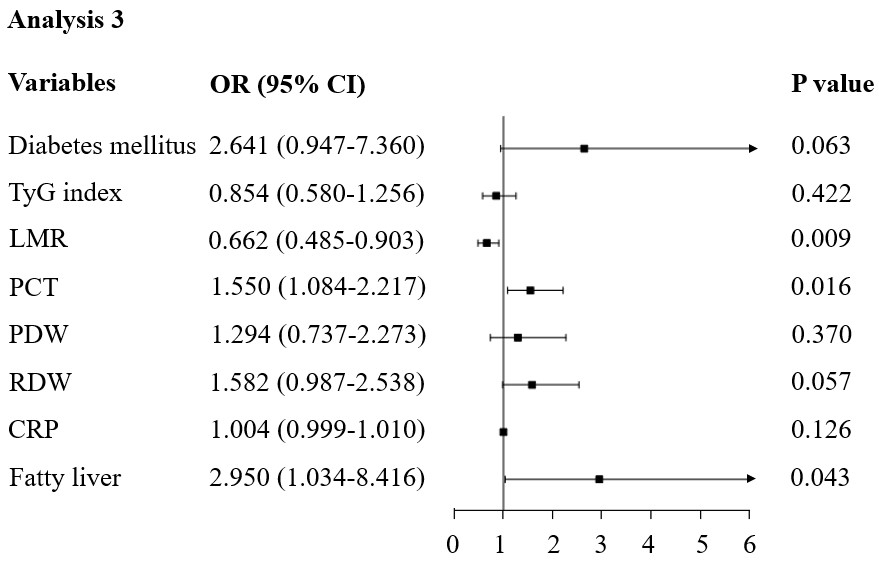 Analysis 3
Variables OR (95% CI) P value
Diabetes mellitus 2.641 (0.947-7.360) 0.063
TyG index 0.854 (0.580-1.256) 0.422
LMR 0.662 (0.485-0.903) 0.009
PCT 1.550 (1.084-2.217) 0.016
PDW 1.294 (0.737-2.273) 0.370
RDW 1.582 (0.987-2.538) 0.057
CRP 1.004 (0.999-1.010) 0.126
Fatty liver 2.950 (1.034-8.416) 0.043
0 1 2 3 4 5 6